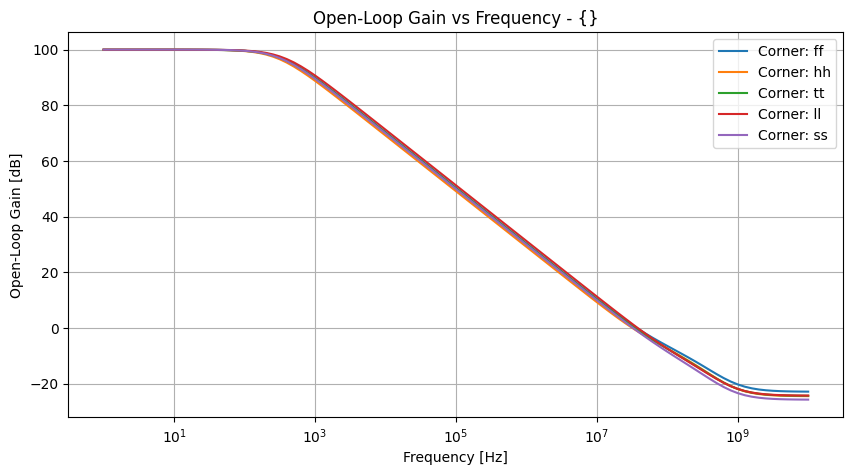 Open-Loop Gain vs Frequency - {}
Open-Loop Gain [dB]
100
80
60
40
20
0
−20
Corner: ff
Corner: hh
Corner: tt
Corner: ll
Corner: ss
10¹ 10³ 10⁵ 10⁷ 10⁹
Frequency [Hz]